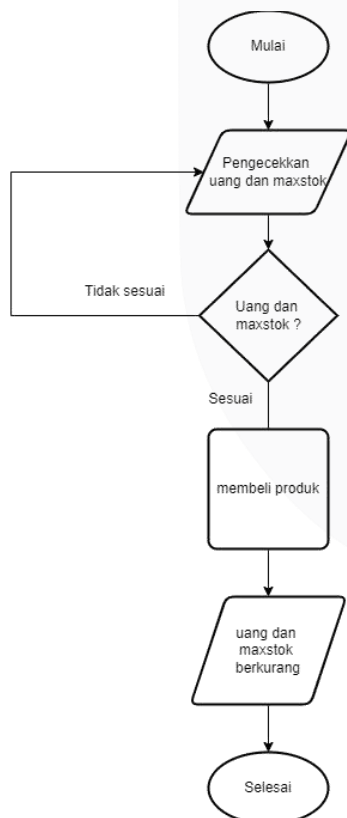 Mulai
Pengecekkan
uang dan maxstok
Tidak sesuai
Uang dan
maxstok ?
Sesuai
membeli produk
uang dan
maxstok
berkurang
Selesai